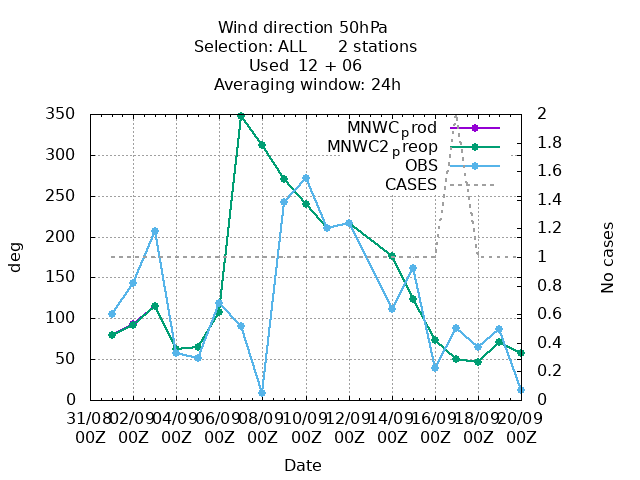 Wind direction 50hPa
Selection: ALL 2 stations
Used 12 + 06
Averaging window: 24h
350
300
250
200
150
100
50
0
deg
2
1.8
1.6
1.4
1.2
1
0.8
0.6
0.4
0.2
0
No cases
MNWCprod
MNWC2preop
OBS
CASES
31/08 02/09 04/09 06/09 08/09 10/09 12/09 14/09 16/09 18/09 20/09
00Z 00Z 00Z 00Z 00Z 00Z 00Z 00Z 00Z 00Z 00Z
Date